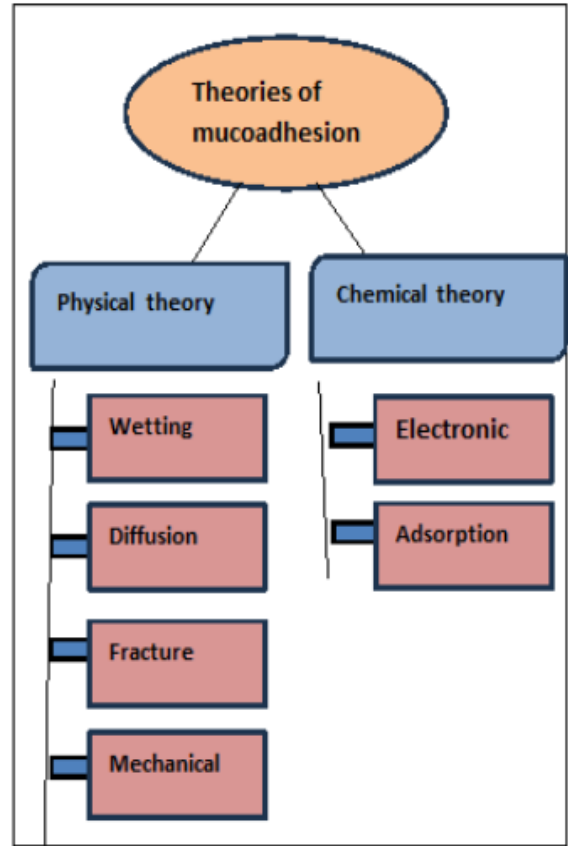 Theories of
mucoadhesion
Physical theory
Chemical theory
Wetting
Diffusion
Fracture
Mechanical
Electronic
Adsorption